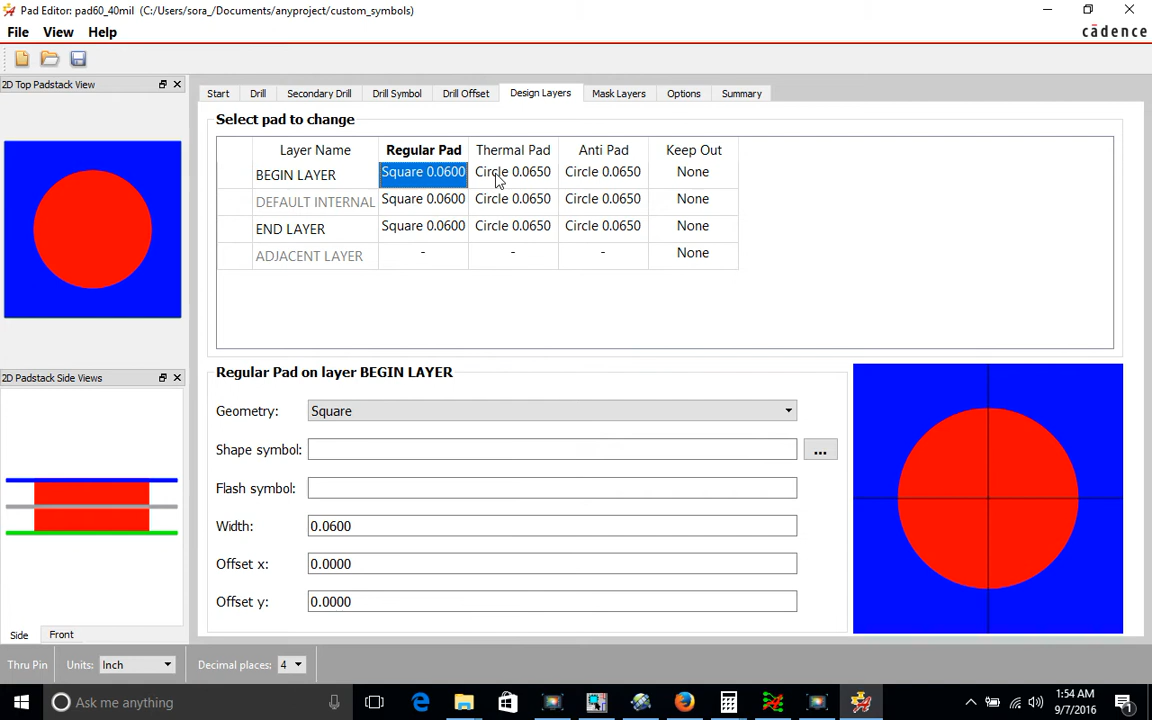 Pad Editor: pad60_40mil (C:/Users/sora_/Documents/anyproject/custom_symbols)
File View Help
cādence
2D Top Padstack View
Start Drill Secondary Drill Drill Symbol Drill Offset Design Layers Mask Layers Options Summary
Select pad to change
Layer Name Regular Pad Thermal Pad Anti Pad Keep Out
BEGIN LAYER Square 0.0600 Circle 0.0650 Circle 0.0650 None
DEFAULT INTERNAL Square 0.0600 Circle 0.0650 Circle 0.0650 None
END LAYER Square 0.0600 Circle 0.0650 Circle 0.0650 None
ADJACENT LAYER - - - None
2D Padstack Side Views
Regular Pad on layer BEGIN LAYER
Geometry: Square
Shape symbol: ...
Flash symbol:
Width: 0.0600
Offset x: 0.0000
Offset y: 0.0000
Side Front
Thru Pin Units: Inch Decimal places: 4
Ask me anything
1:54 AM
9/7/2016
1